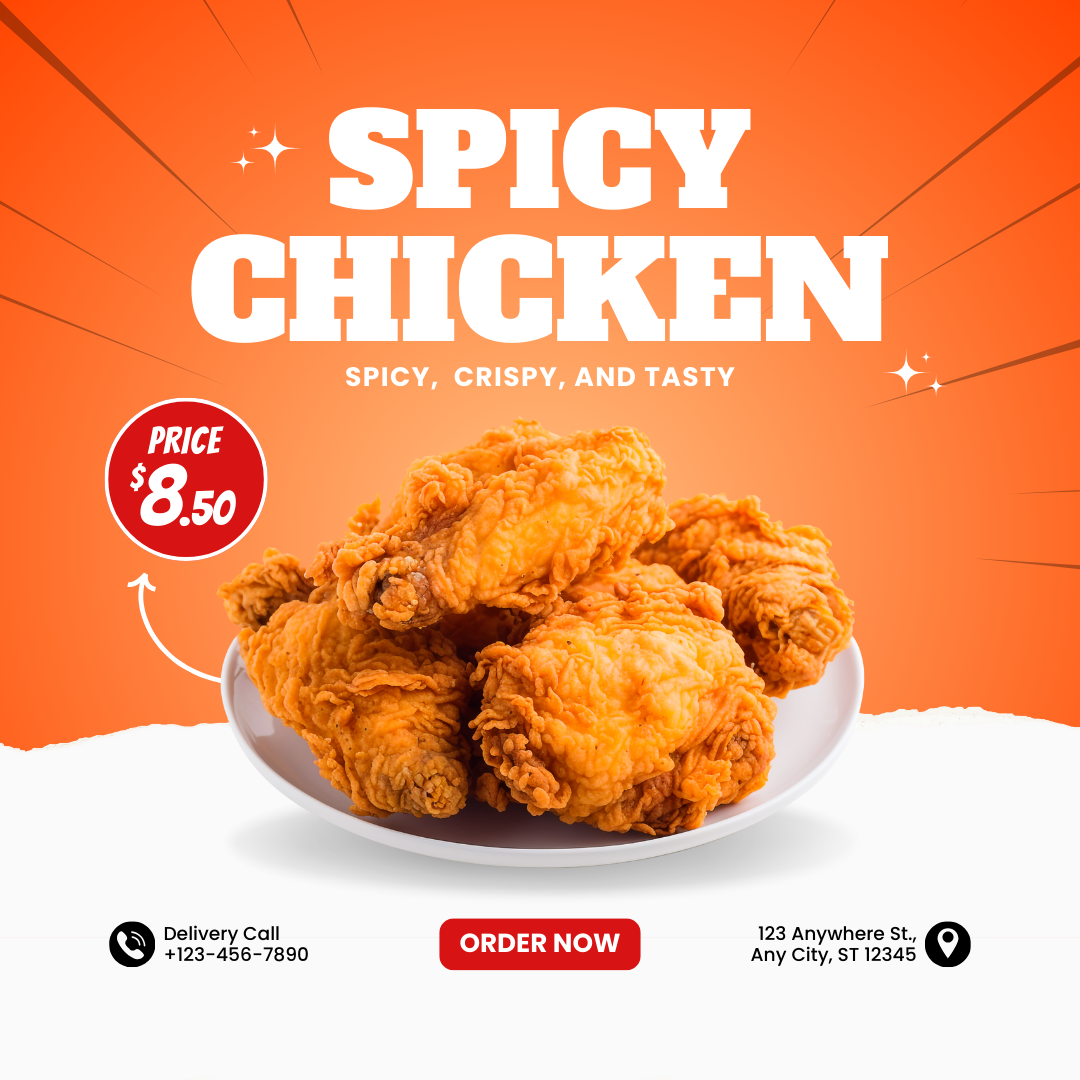 SPICY
CHICKEN
SPICY, CRISPY, AND TASTY
PRICE
$8.50
Delivery Call
+123-456-7890
ORDER NOW
123 Anywhere St.,
Any City, ST 12345